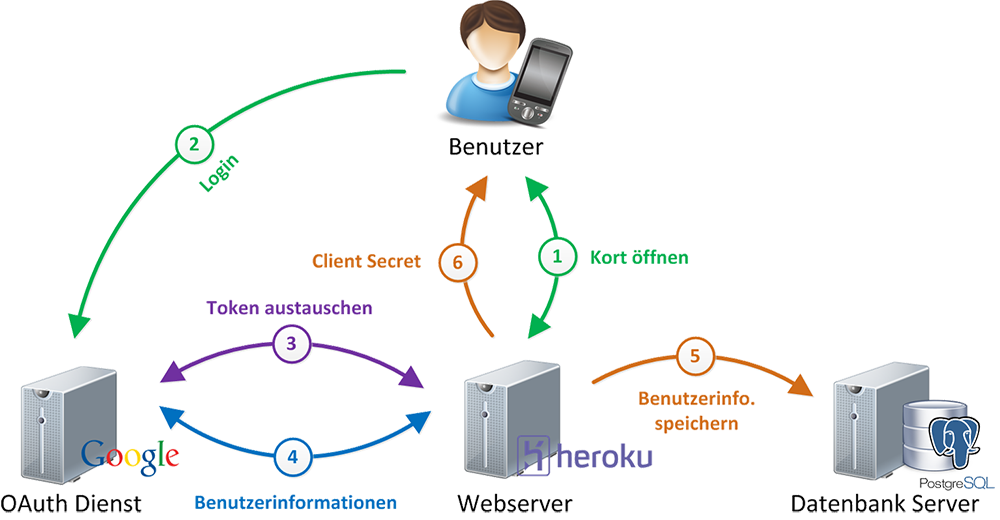 Benutzer
2
Login
Client Secret
6
1
Kort öffnen
Token austauschen
3
5
Benutzerinfo.
speichern
Google
4
heroku
PostgreSQL
OAuth Dienst
Benutzerinformationen
Webserver
Datenbank Server